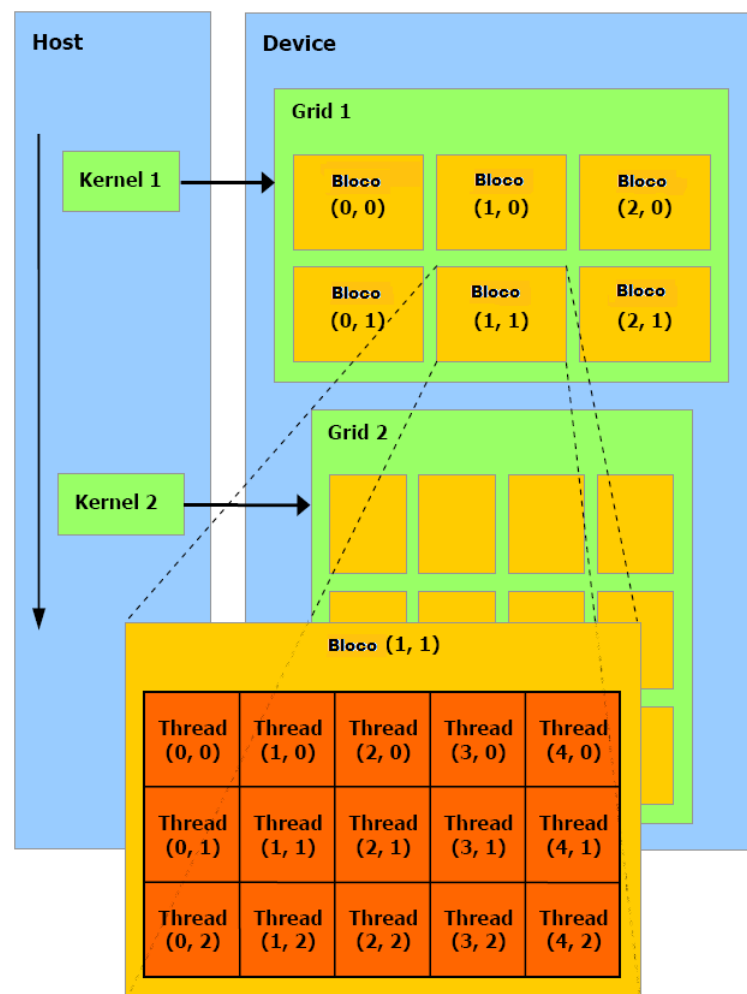 Host
Device
Grid 1
Kernel 1
Bloco
(0, 0)
Bloco
(1, 0)
Bloco
(2, 0)
Bloco
(0, 1)
Bloco
(1, 1)
Bloco
(2, 1)
Grid 2
Kernel 2
Bloco (1, 1)
Thread
(0, 0)
Thread
(1, 0)
Thread
(2, 0)
Thread
(3, 0)
Thread
(4, 0)
Thread
(0, 1)
Thread
(1, 1)
Thread
(2, 1)
Thread
(3, 1)
Thread
(4, 1)
Thread
(0, 2)
Thread
(1, 2)
Thread
(2, 2)
Thread
(3, 2)
Thread
(4, 2)